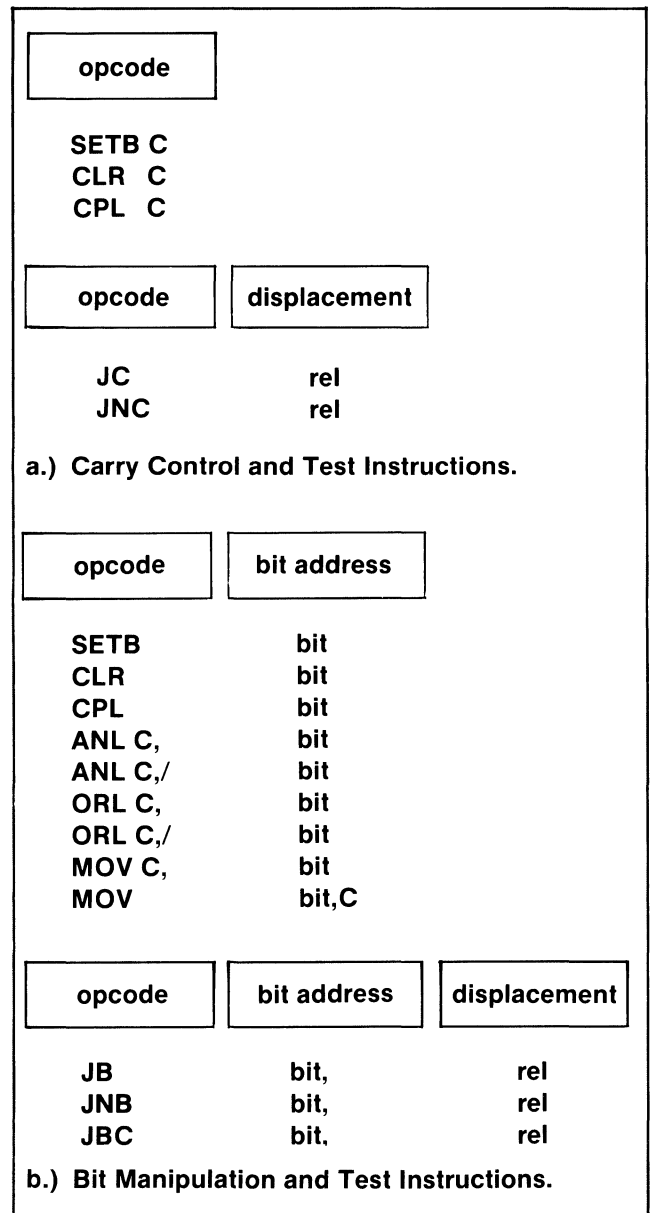 opcode
SETB C
CLR C
CPL C
opcode displacement
JC rel
JNC rel
a.) Carry Control and Test Instructions.
opcode bit address
SETB bit
CLR bit
CPL bit
ANL C, bit
ANL C,/ bit
ORL C, bit
ORL C,/ bit
MOV C, bit
MOV bit,C
opcode bit address displacement
JB bit, rel
JNB bit, rel
JBC bit. rel
b.) Bit Manipulation and Test Instructions.